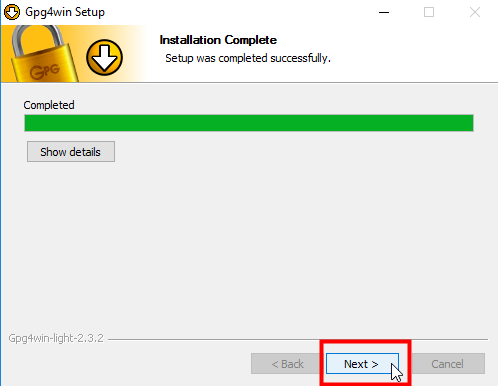 Gpg4win Setup
GPG
Installation Complete
Setup was completed successfully.
Completed
Show details
Gpg4win-light-2.3.2
< Back
Next >
Cancel